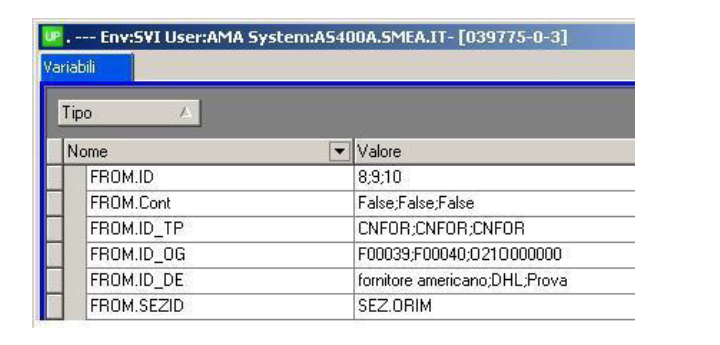 UP . --- Env:SVI User:AMA System:AS400A.SMEA.IT- [039775-0-3]
Variabili
Tipo
Nome Valore
FROM.ID 8;9;10
FROM.Cont False;False;False
FROM.ID_TP CNFOR;CNFOR;CNFOR
FROM.ID_OG F00039;F00040;O21O000000
FROM.ID_DE fornitore americano;DHL;Prova
FROM.SEZID SEZ.ORIM